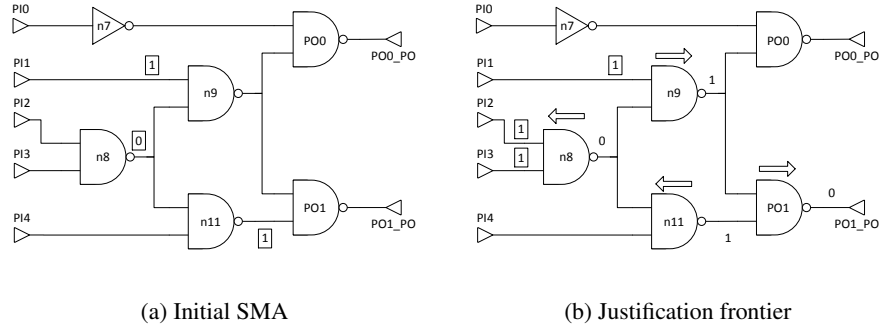 PI0
n7
PO0
PO0_PO
PI1
1
n9
PI2
0
PI3
n8
PI4
n11
1
PO1
PO1_PO
(a) Initial SMA
PI0
n7
PO0
PO0_PO
PI1
1
n9
1
PI2
1
PI3
1
n8
0
PI4
n11
1
PO1
0
PO1_PO
(b) Justification frontier